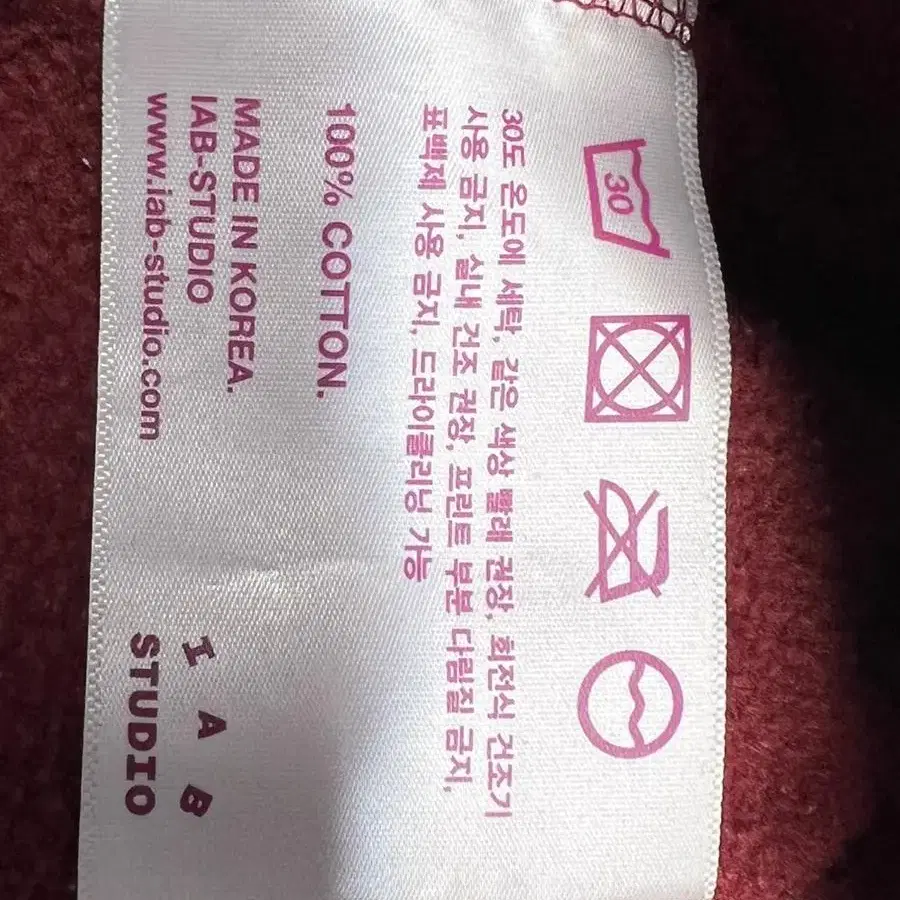 30
30도 온도에 세탁, 같은 색상 빨래 권장, 회전식 건조기
사용 금지, 실내 건조 권장, 프린트 부분 다림질 금지,
표백제 사용 금지, 드라이클리닝 가능
100% COTTON.
MADE IN KOREA.
IAB-STUDIO
www.iab-studio.com
I A B
STUDIO